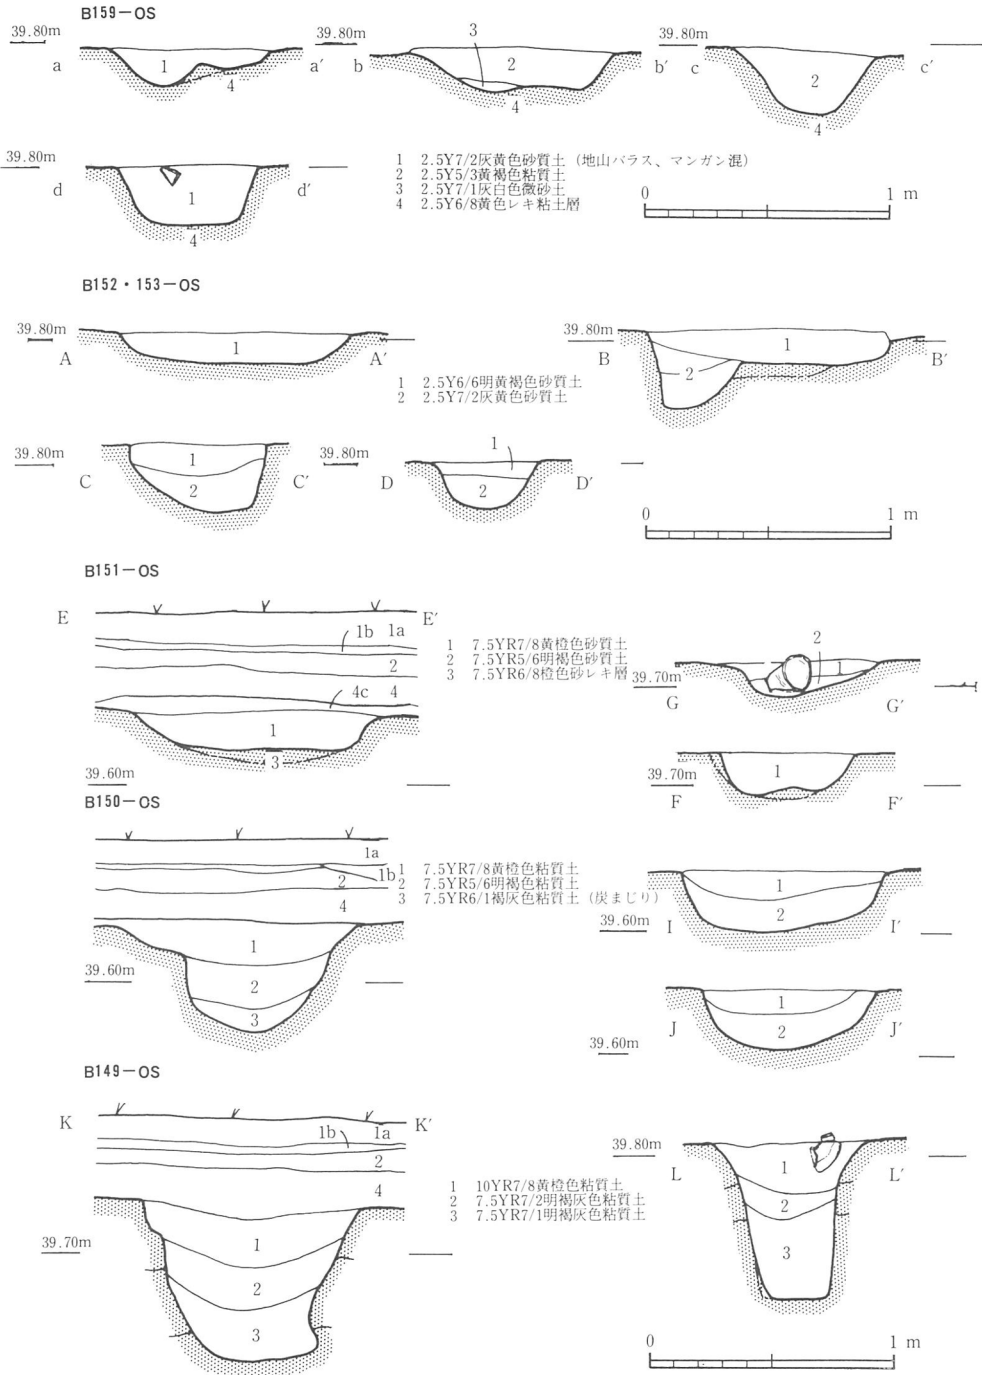 B159-OS
39.80m 39.80m 3 39.80m
a 1 4 a′ b 2 4 b′ c 2 4 c′
39.80m
d 1 4 d′
1 2.5Y7/2灰黄色砂質土(地山バラス、マンガン混)
2 2.5Y5/3黄褐色粘質土
3 2.5Y7/1灰白色微砂土
4 2.5Y6/8黄色レキ粘土層
0 1 m
B152・153-OS
39.80m 39.80m
A 1 A′ B 1 2 B′
1 2.5Y6/6明黄褐色砂質土
2 2.5Y7/2灰黄色砂質土
39.80m 39.80m
C 1 2 C′ D 1 2 D′
0 1 m
B151-OS
E E′
1b 1a
2
4c 4
1
3
39.60m
1 7.5YR7/8黄橙色砂質土
2 7.5YR5/6明褐色砂質土
3 7.5YR6/8橙色砂レキ層
2
1
39.70m
G G′
39.70m 1
F F′
B150-OS
1a
1b
2
4
1
2
3
39.60m
1 7.5YR7/8黄橙色粘質土
2 7.5YR5/6明褐色粘質土
3 7.5YR6/1褐灰色粘質土(炭まじり)
1
2
39.60m I I′
1
2
J J′
39.60m
B149-OS
K K′
1b 1a
2
4
1
2
3
39.70m
1 10YR7/8黄橙色粘質土
2 7.5YR7/2明褐灰色粘質土
3 7.5YR7/1明褐灰色粘質土
39.80m
L L′
1
2
3
0 1 m